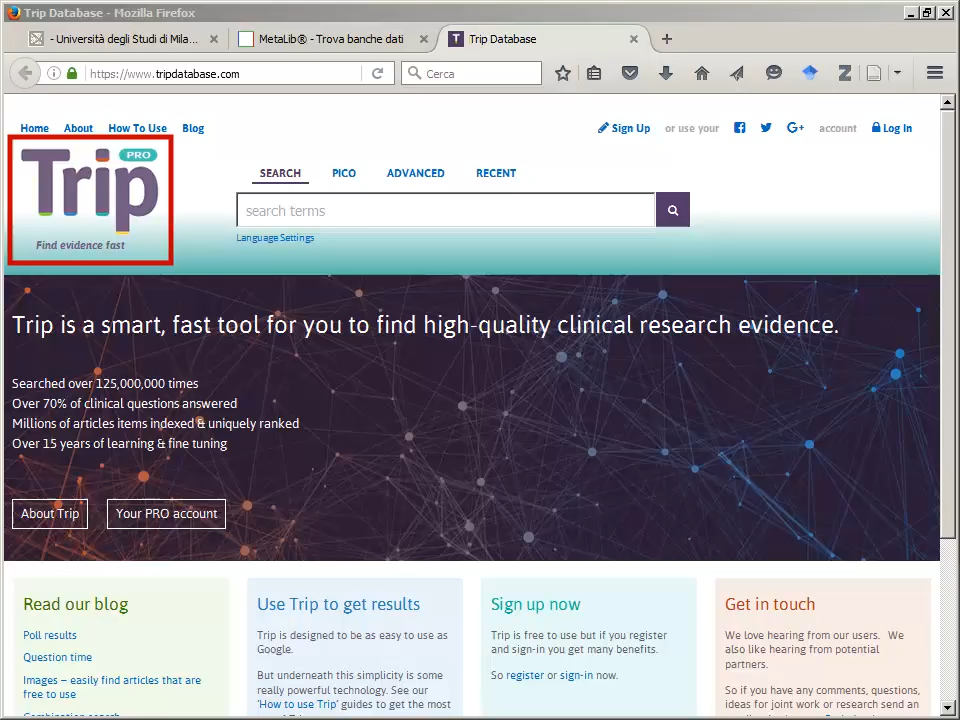 Trip Database - Mozilla Firefox
- Università degli Studi di Mila...
MetaLib® - Trova banche dati
Trip Database
https://www.tripdatabase.com
Cerca
Home About How To Use Blog
Sign Up or use your account Log In
Trip PRO
Find evidence fast
SEARCH PICO ADVANCED RECENT
search terms
Language Settings
Trip is a smart, fast tool for you to find high-quality clinical research evidence.
Searched over 125,000,000 times
Over 70% of clinical questions answered
Millions of articles items indexed & uniquely ranked
Over 15 years of learning & fine tuning
About Trip
Your PRO account
Read our blog
Poll results
Question time
Images – easily find articles that are
free to use
Combination search
Use Trip to get results
Trip is designed to be as easy to use as
Google.
But underneath this simplicity is some
really powerful technology. See our
'How to use Trip' guides to get the most
Sign up now
Trip is free to use but if you register
and sign-in you get many benefits.
So register or sign-in now.
Get in touch
We love hearing from our users. We
also like hearing from potential
partners.
So if you have any comments, questions,
ideas for joint work or research send an